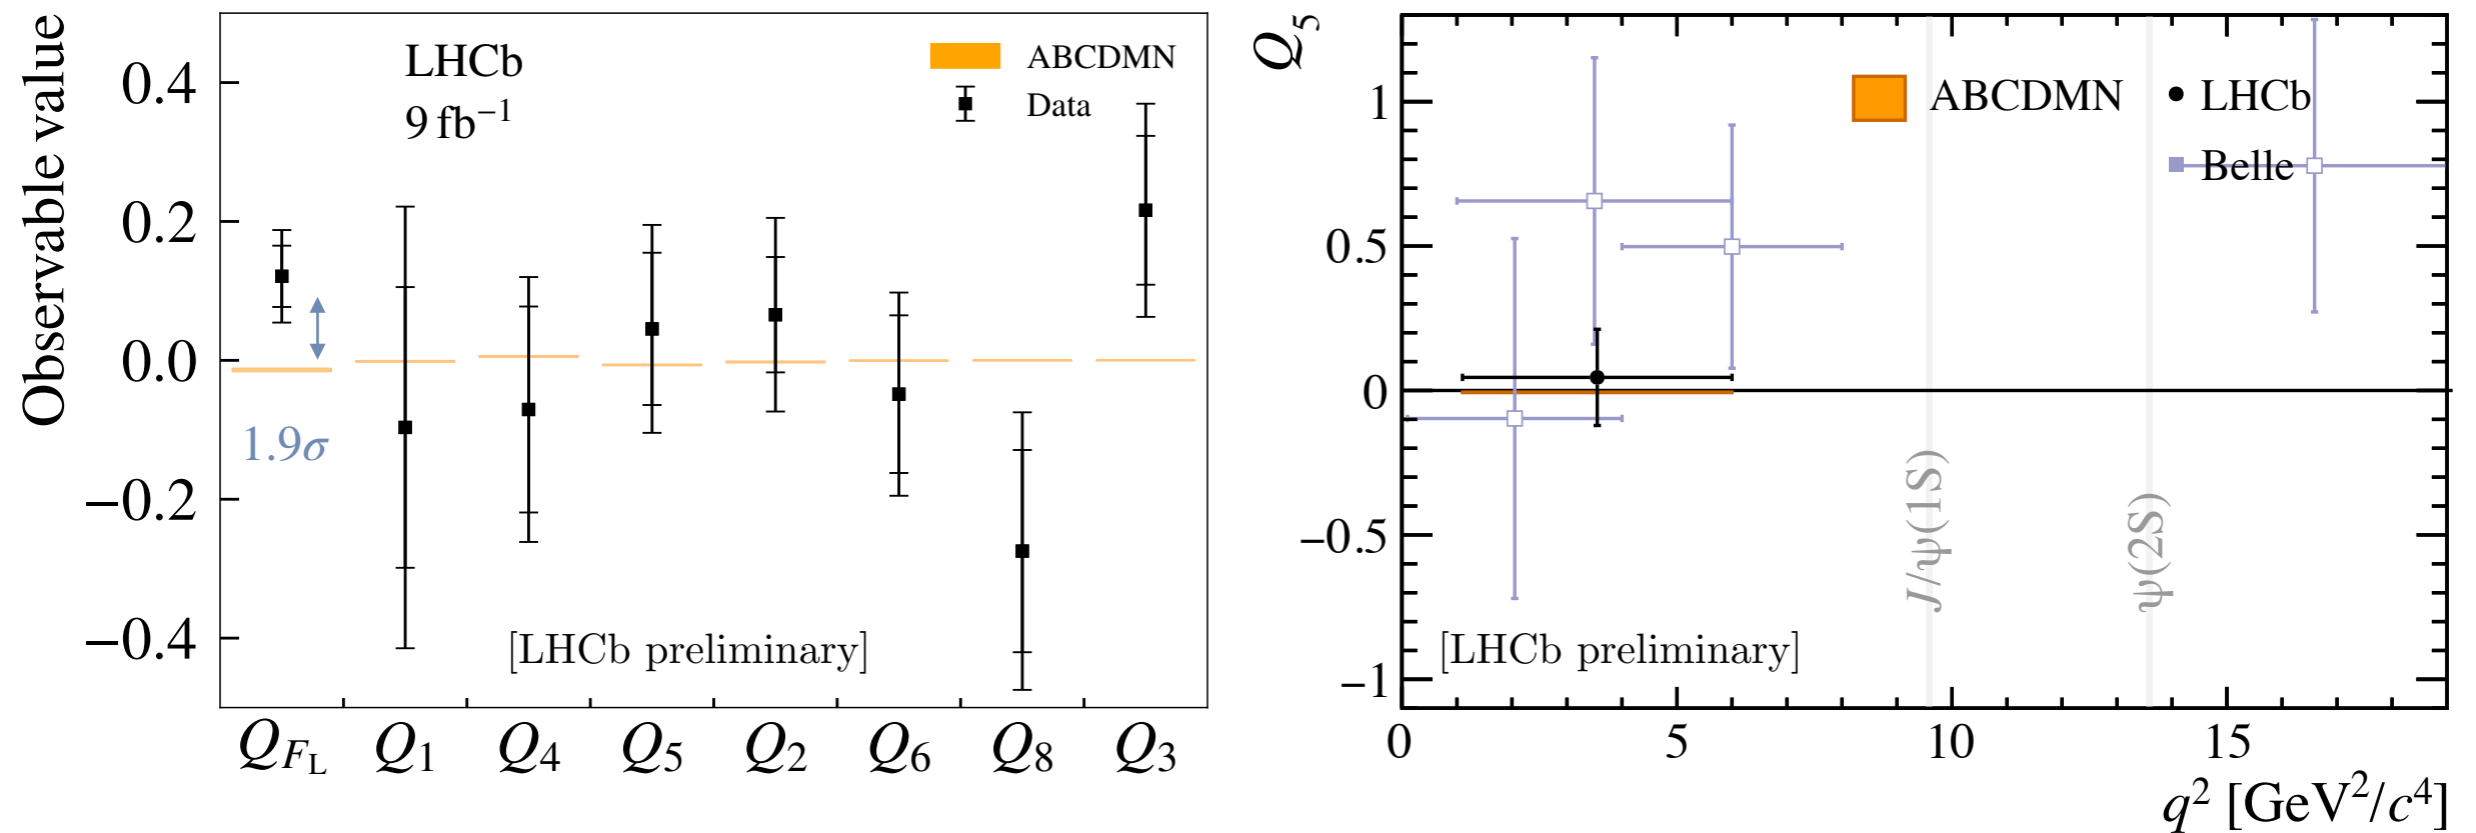 Observable value
0.4
0.2
0.0
−0.2
−0.4
LHCb
9 fb⁻¹
ABCDMN
Data
1.9σ
[LHCb preliminary]
Q_{F_L} Q₁ Q₄ Q₅ Q₂ Q₆ Q₈ Q₃
Q₅
1
0.5
0
−0.5
−1
ABCDMN
LHCb
Belle
J/ψ(1S)
ψ(2S)
[LHCb preliminary]
0 5 10 15
q² [GeV²/c⁴]